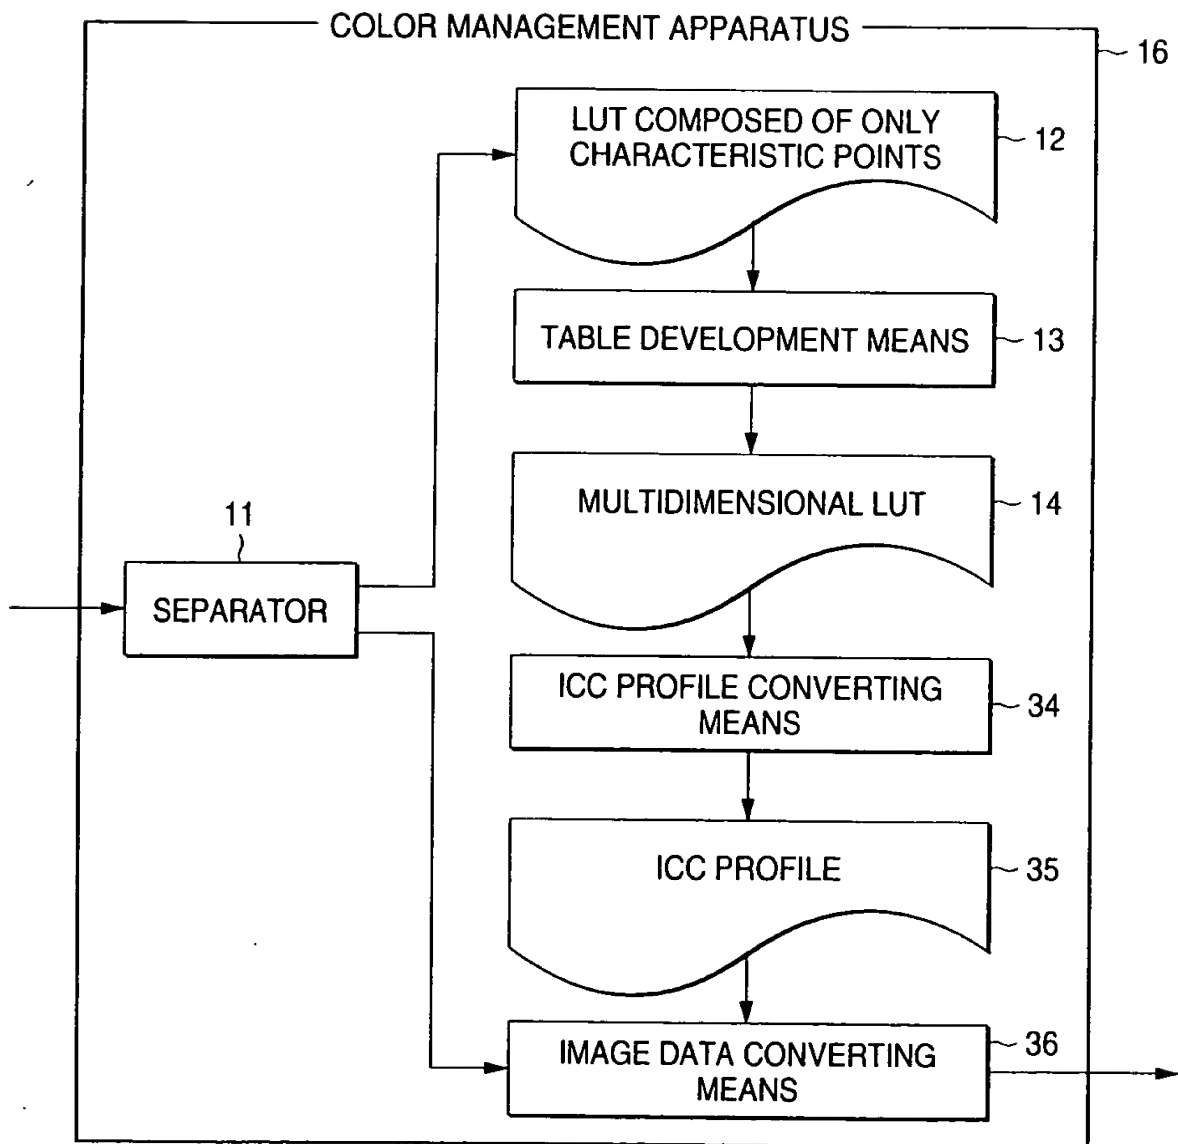 COLOR MANAGEMENT APPARATUS
16
LUT COMPOSED OF ONLY
CHARACTERISTIC POINTS
12
TABLE DEVELOPMENT MEANS
13
MULTIDIMENSIONAL LUT
14
11
SEPARATOR
ICC PROFILE CONVERTING
MEANS
34
ICC PROFILE
35
IMAGE DATA CONVERTING
MEANS
36